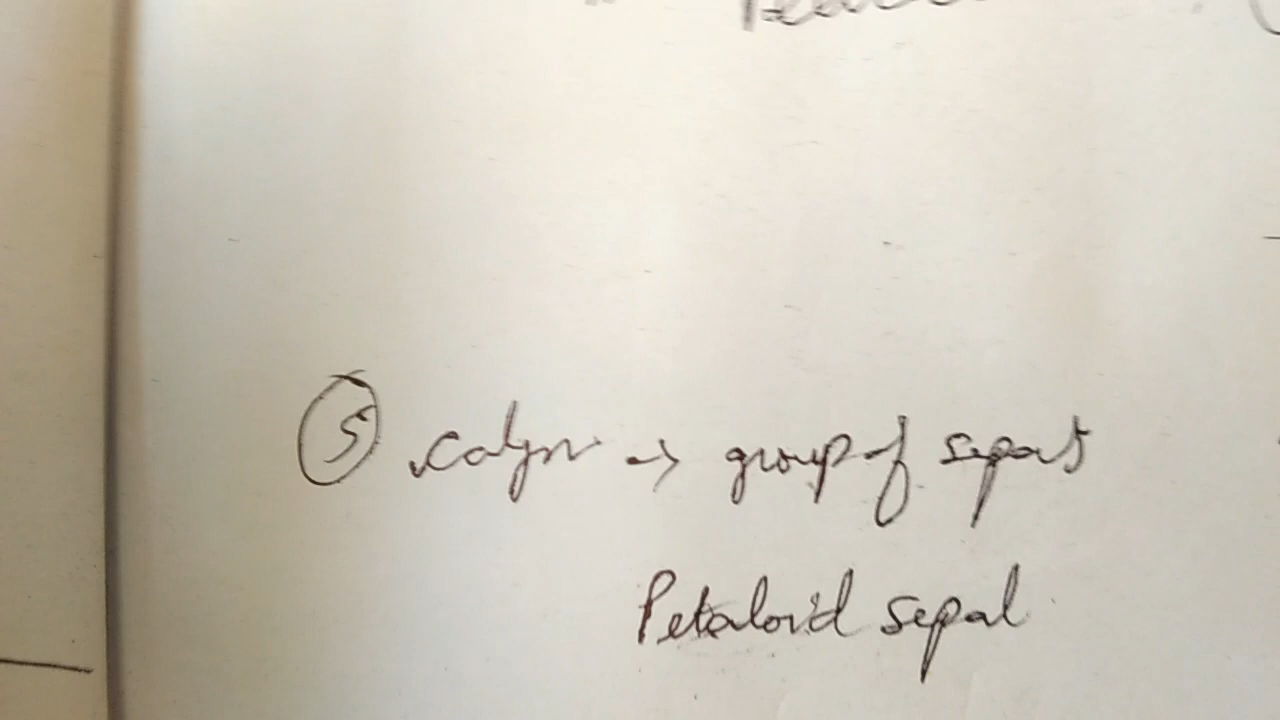 ⑤ Calyx → group of sepals
Petaloid sepal